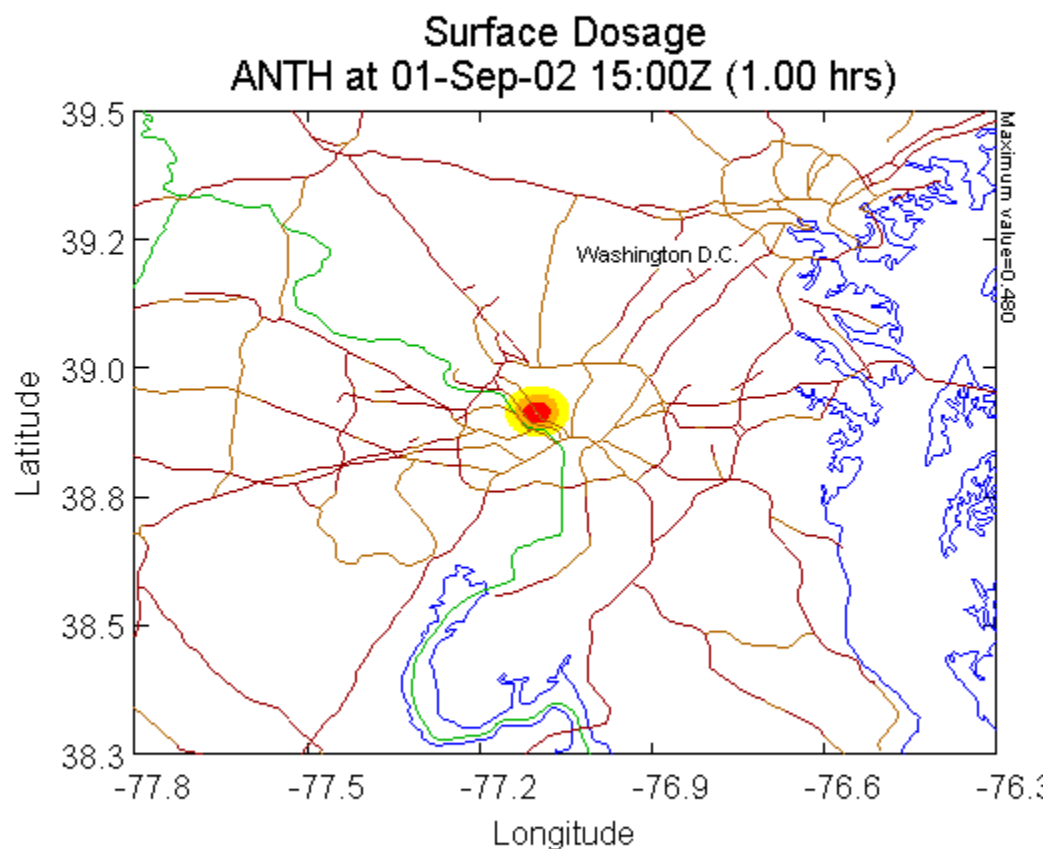 Surface Dosage
ANTH at 01-Sep-02 15:00Z (1.00 hrs)
39.5
39.2
39.0
38.8
38.5
38.3
Latitude
Washington D.C.
Maximum value=0.480
-77.8
-77.5
-77.2
-76.9
-76.6
-76.3
Longitude